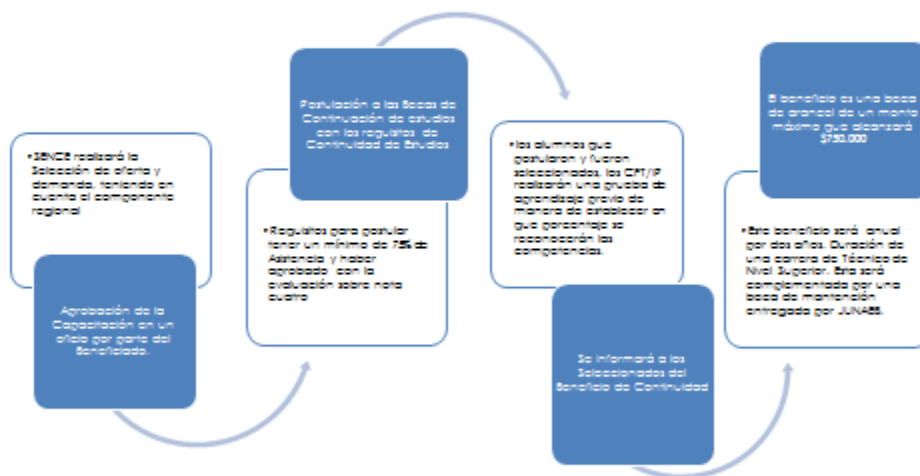 •SENCE realizará la
Selección de oferta y
demanda, teniendo en
cuenta el componente
regional
Aprobación de la
Capacitación en un
oficio por parte del
Beneficiado.
Postulación a las Becas de
Continuación de estudios
con los requisitos de
Continuidad de Estudios
•Requisitos para postular
tener un mínimo de 75% de
Asistencia y haber
aprobado con la
evaluación sobre nota
cuatro
•los alumnos que
postularon y fueron
seleccionados, los CFT/IP
realizarán una prueba de
aprendizaje previo de
manera de establecer en
que porcentaje se
reconocerán las
competencias.
Se informará a los
Seleccionados del
Beneficio de Continuidad
El beneficio es una beca
de arancel de un monto
máximo que alcanzará
$750.000
•Este beneficio será anual
por dos años. Duración de
una carrera de Técnico de
Nivel Superior. Esta será
complementada por una
beca de mantención
entregada por JUNAEB.